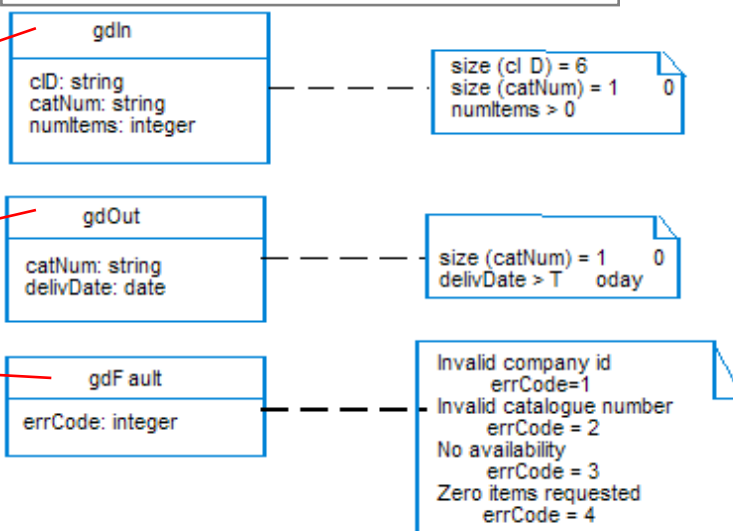 gdIn
cID: string
catNum: string
numItems: integer
size (cI D) = 6
size (catNum) = 1 0
numItems > 0
gdOut
catNum: string
delivDate: date
size (catNum) = 1 0
delivDate > T oday
gdF ault
errCode: integer
Invalid company id
errCode=1
Invalid catalogue number
errCode = 2
No availability
errCode = 3
Zero items requested
errCode = 4